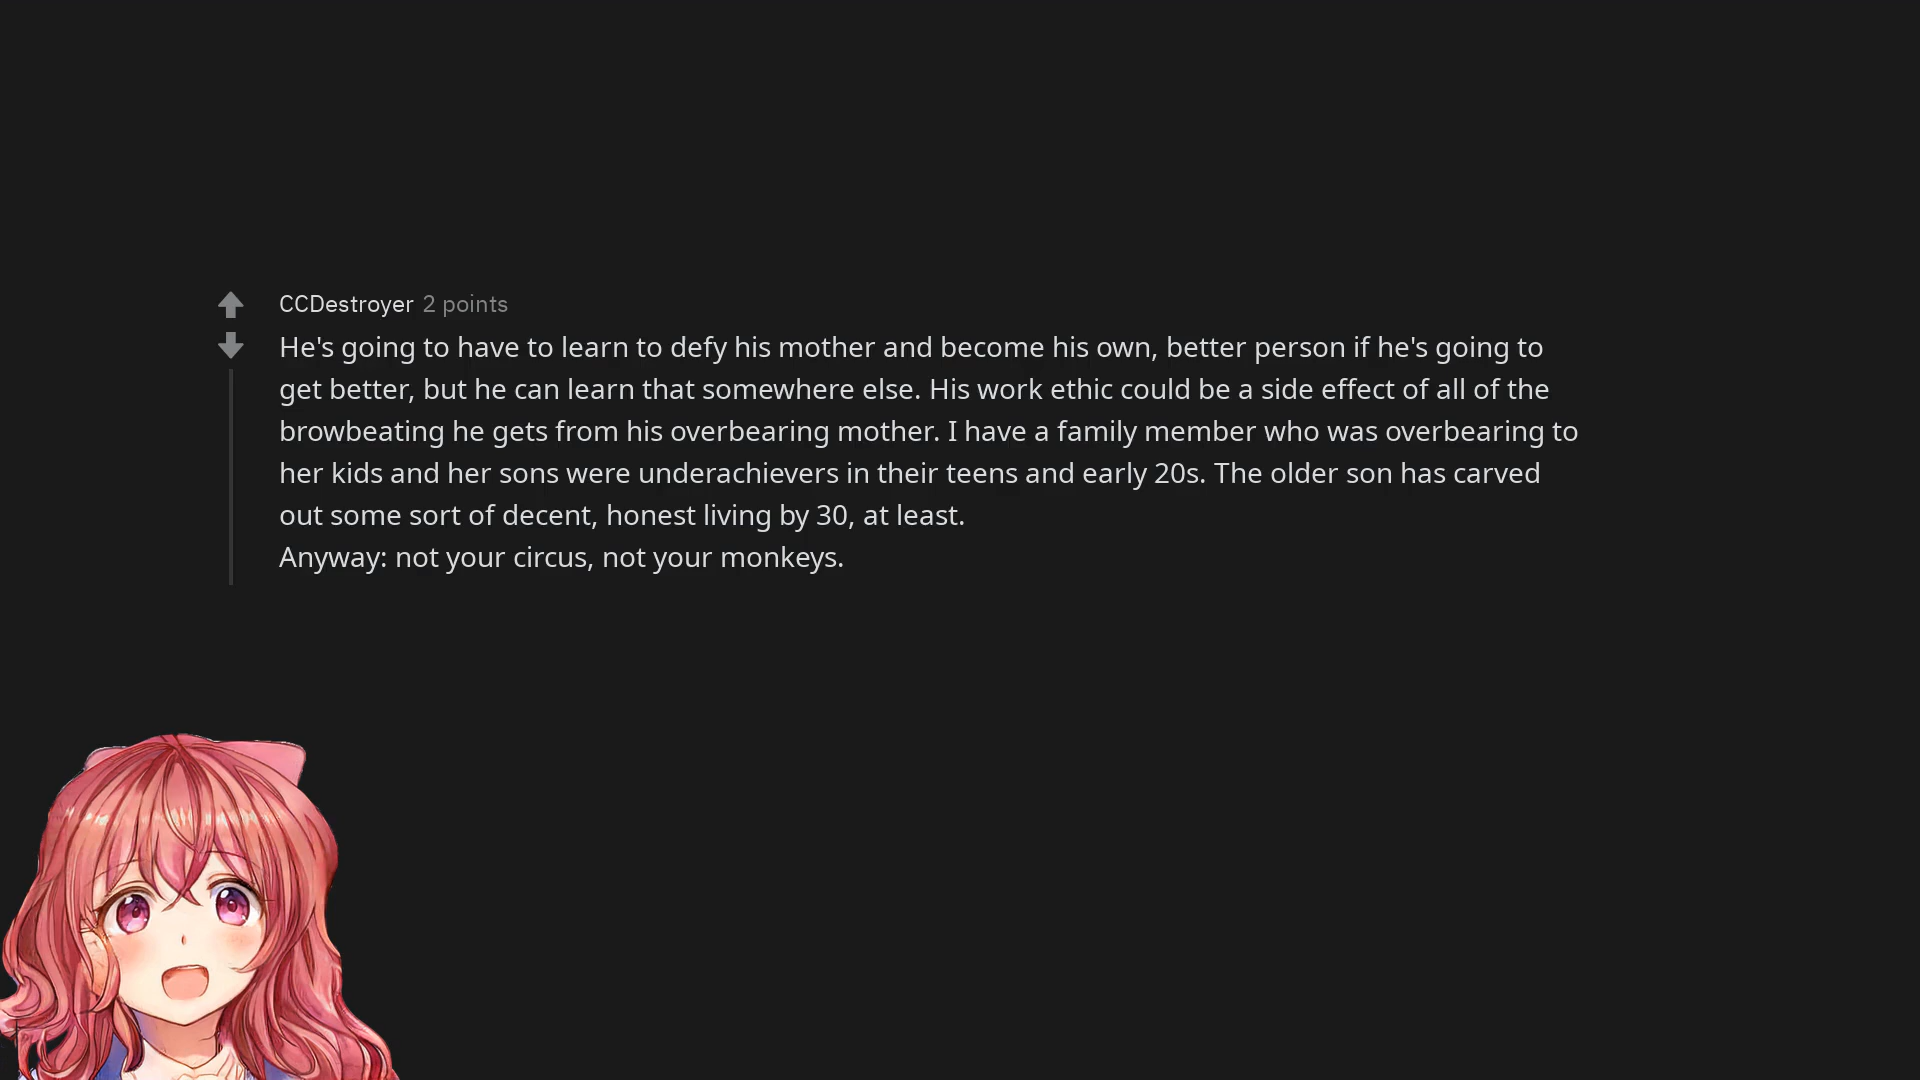 CCDestroyer 2 points
He's going to have to learn to defy his mother and become his own, better person if he's going to
get better, but he can learn that somewhere else. His work ethic could be a side effect of all of the
browbeating he gets from his overbearing mother. I have a family member who was overbearing to
her kids and her sons were underachievers in their teens and early 20s. The older son has carved
out some sort of decent, honest living by 30, at least.
Anyway: not your circus, not your monkeys.